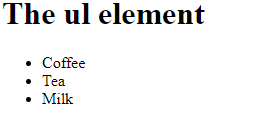 The ul element
• Coffee
• Tea
• Milk